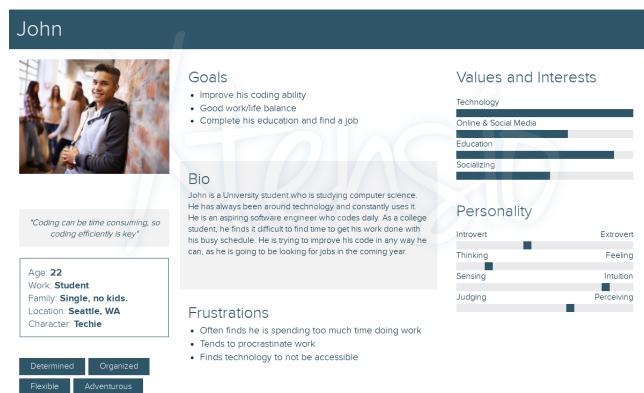 John
"Coding can be time consuming, so
coding efficiently is key"
Age: 22
Work: Student
Family: Single, no kids.
Location: Seattle, WA
Character: Techie
Determined Organized
Flexible Adventurous
Goals
• Improve his coding ability
• Good work/life balance
• Complete his education and find a job
Bio
John is a University student who is studying computer science.
He has always been around technology and constantly uses it.
He is an aspiring software engineer who codes daily. As a college
student, he finds it difficult to find time to get his work done with
his busy schedule. He is trying to improve his code in any way he
can, as he is going to be looking for jobs in the coming year.
Frustrations
• Often finds he is spending too much time doing work
• Tends to procrastinate work
• Finds technology to not be accessible
Values and Interests
Technology
Online & Social Media
Education
Socializing
Personality
Introvert Extrovert
Thinking Feeling
Sensing Intuition
Judging Perceiving
Xtensio